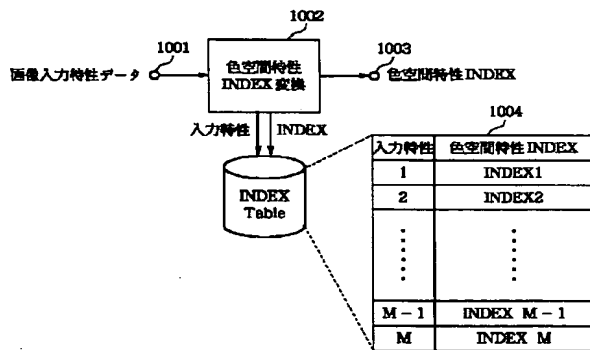 1002
1001
1003
画像入力特性データ
色空間特性
INDEX 変換
色空間特性 INDEX
入力特性
INDEX
1004
INDEX
Table
入力特性 色空間特性 INDEX
1 INDEX1
2 INDEX2
M－1 INDEX M－1
M INDEX M